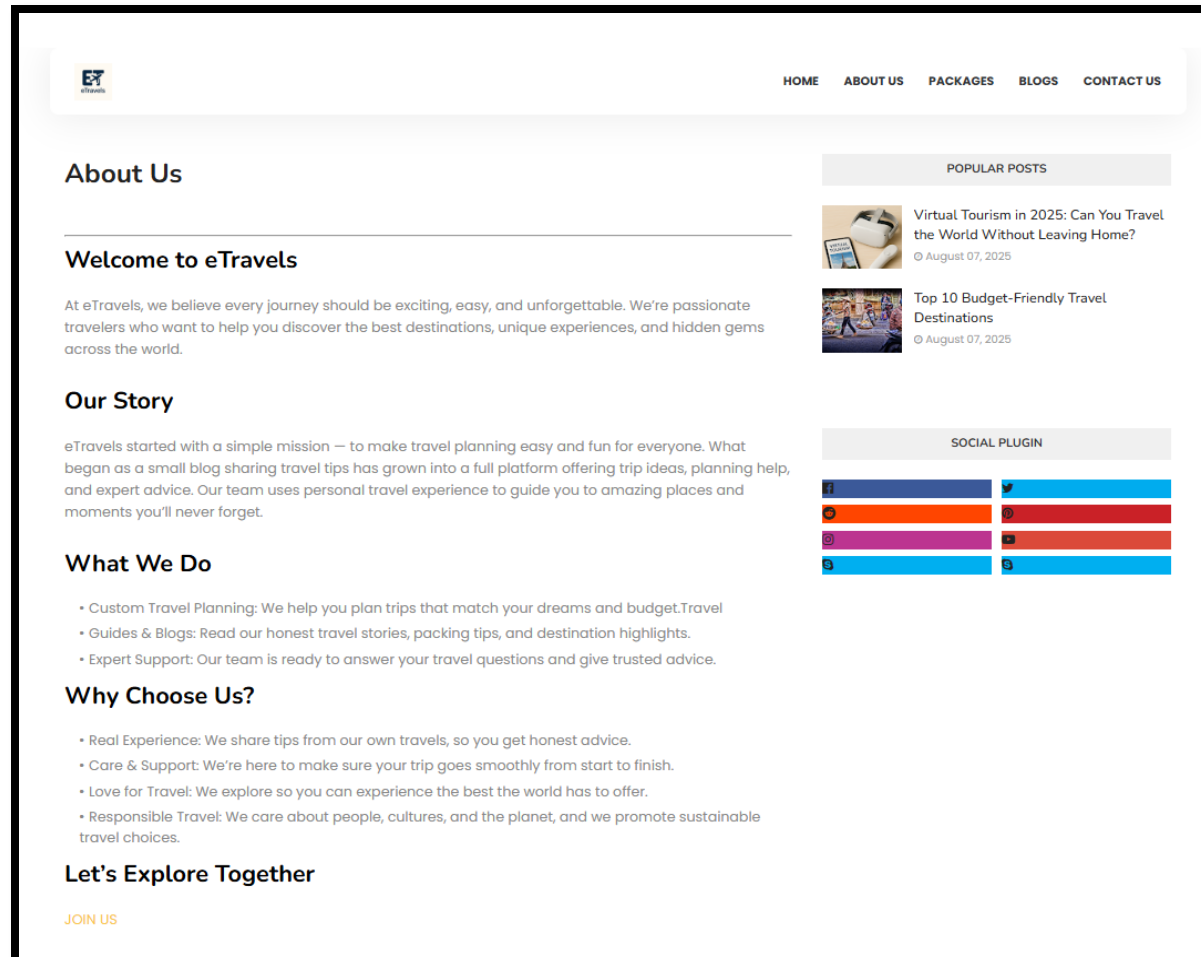 ET
eTravels
HOME ABOUT US PACKAGES BLOGS CONTACT US
About Us
Welcome to eTravels
At eTravels, we believe every journey should be exciting, easy, and unforgettable. We’re passionate
travelers who want to help you discover the best destinations, unique experiences, and hidden gems
across the world.
Our Story
eTravels started with a simple mission — to make travel planning easy and fun for everyone. What
began as a small blog sharing travel tips has grown into a full platform offering trip ideas, planning help,
and expert advice. Our team uses personal travel experience to guide you to amazing places and
moments you’ll never forget.
What We Do
• Custom Travel Planning: We help you plan trips that match your dreams and budget.Travel
• Guides & Blogs: Read our honest travel stories, packing tips, and destination highlights.
• Expert Support: Our team is ready to answer your travel questions and give trusted advice.
Why Choose Us?
• Real Experience: We share tips from our own travels, so you get honest advice.
• Care & Support: We’re here to make sure your trip goes smoothly from start to finish.
• Love for Travel: We explore so you can experience the best the world has to offer.
• Responsible Travel: We care about people, cultures, and the planet, and we promote sustainable
travel choices.
Let’s Explore Together
JOIN US
POPULAR POSTS
VIRTUAL
TOURISM
Virtual Tourism in 2025: Can You Travel
the World Without Leaving Home?
August 07, 2025
Top 10 Budget-Friendly Travel
Destinations
August 07, 2025
SOCIAL PLUGIN